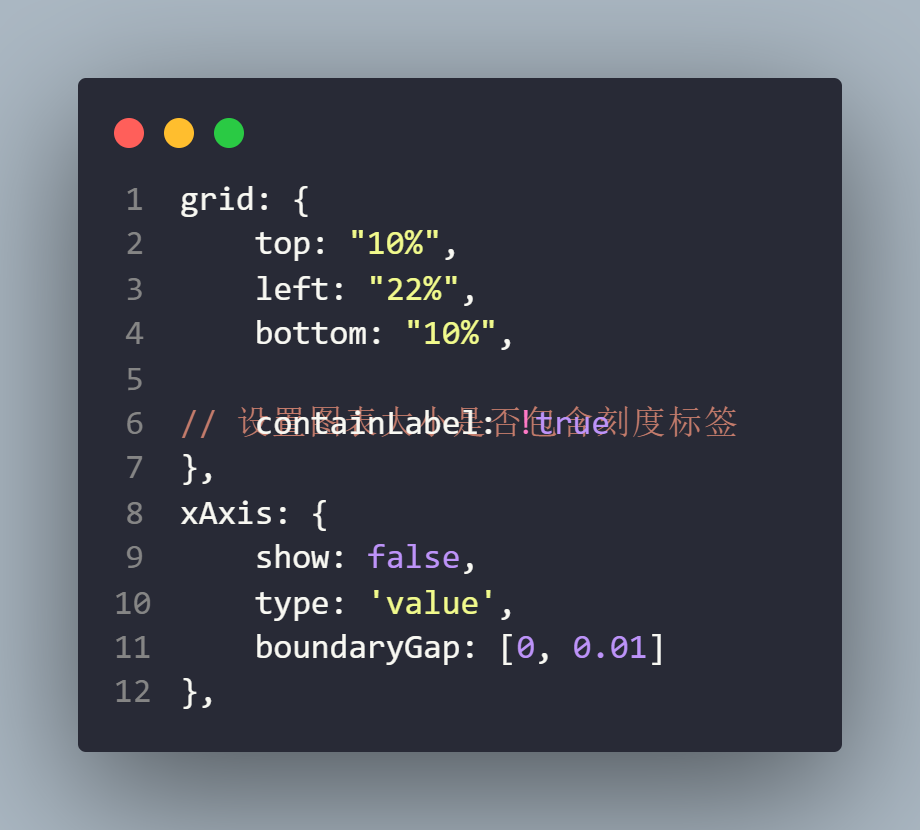 1 grid: {
2 top: "10%",
3 left: "22%",
4 bottom: "10%",
5
6 // 设置图表大小是否包含刻度标签
containLabel: !true
7 },
8 xAxis: {
9 show: false,
10 type: 'value',
11 boundaryGap: [0, 0.01]
12 },